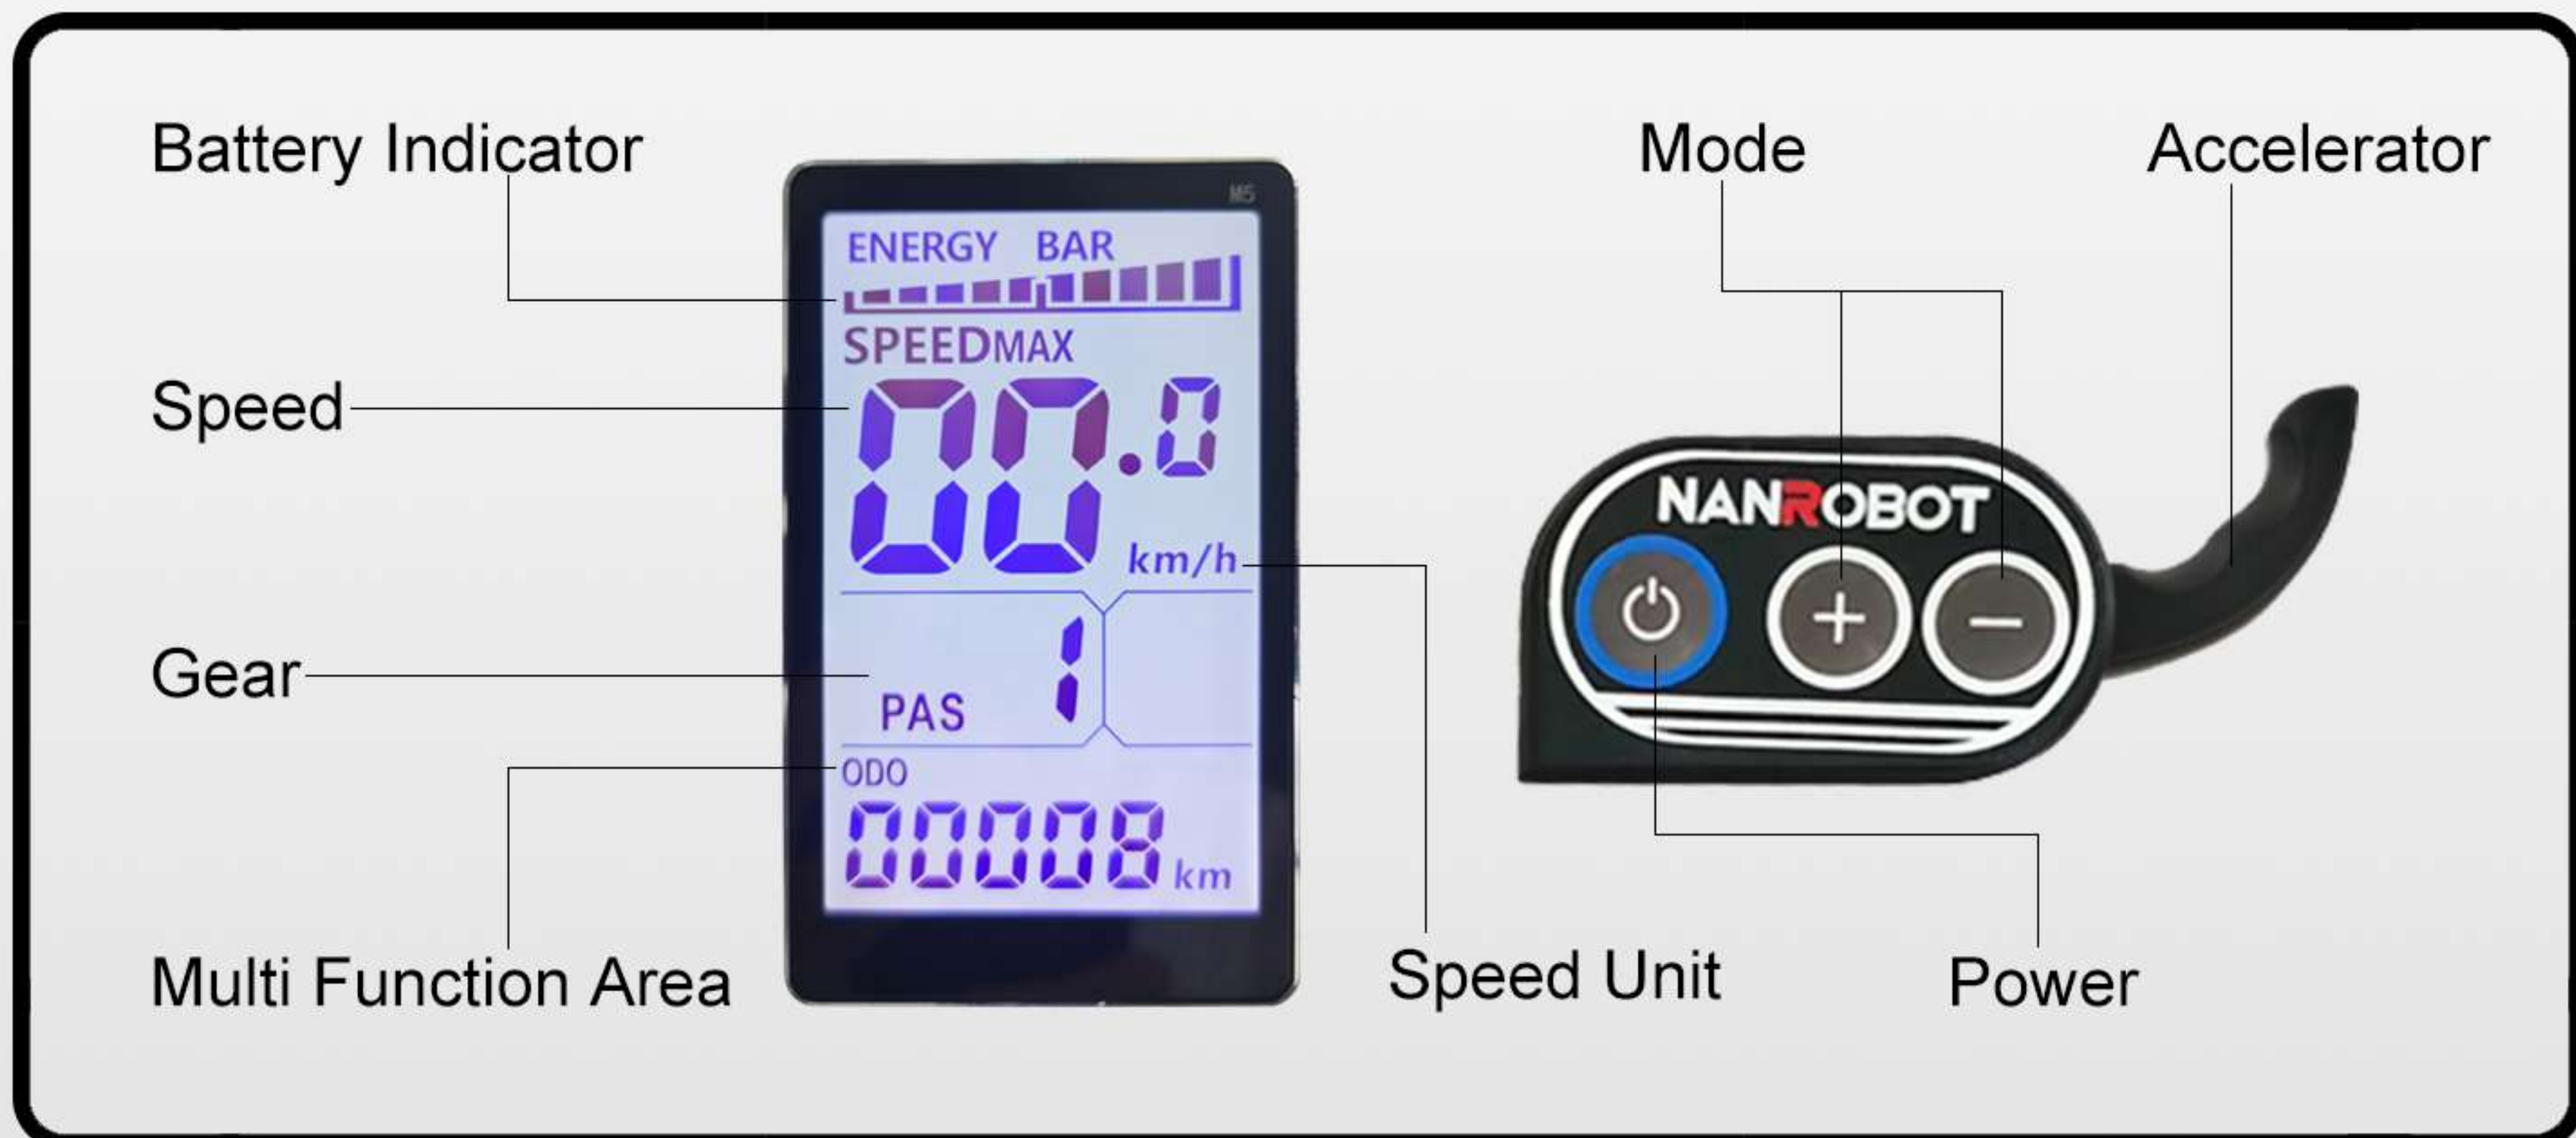 Battery Indicator
Mode
Accelerator
M5
ENERGY BAR
SPEEDMAX
Speed
00.0
km/h
NANROBOT
Gear
PAS 1
ODO
00008 km
Multi Function Area
Speed Unit
Power